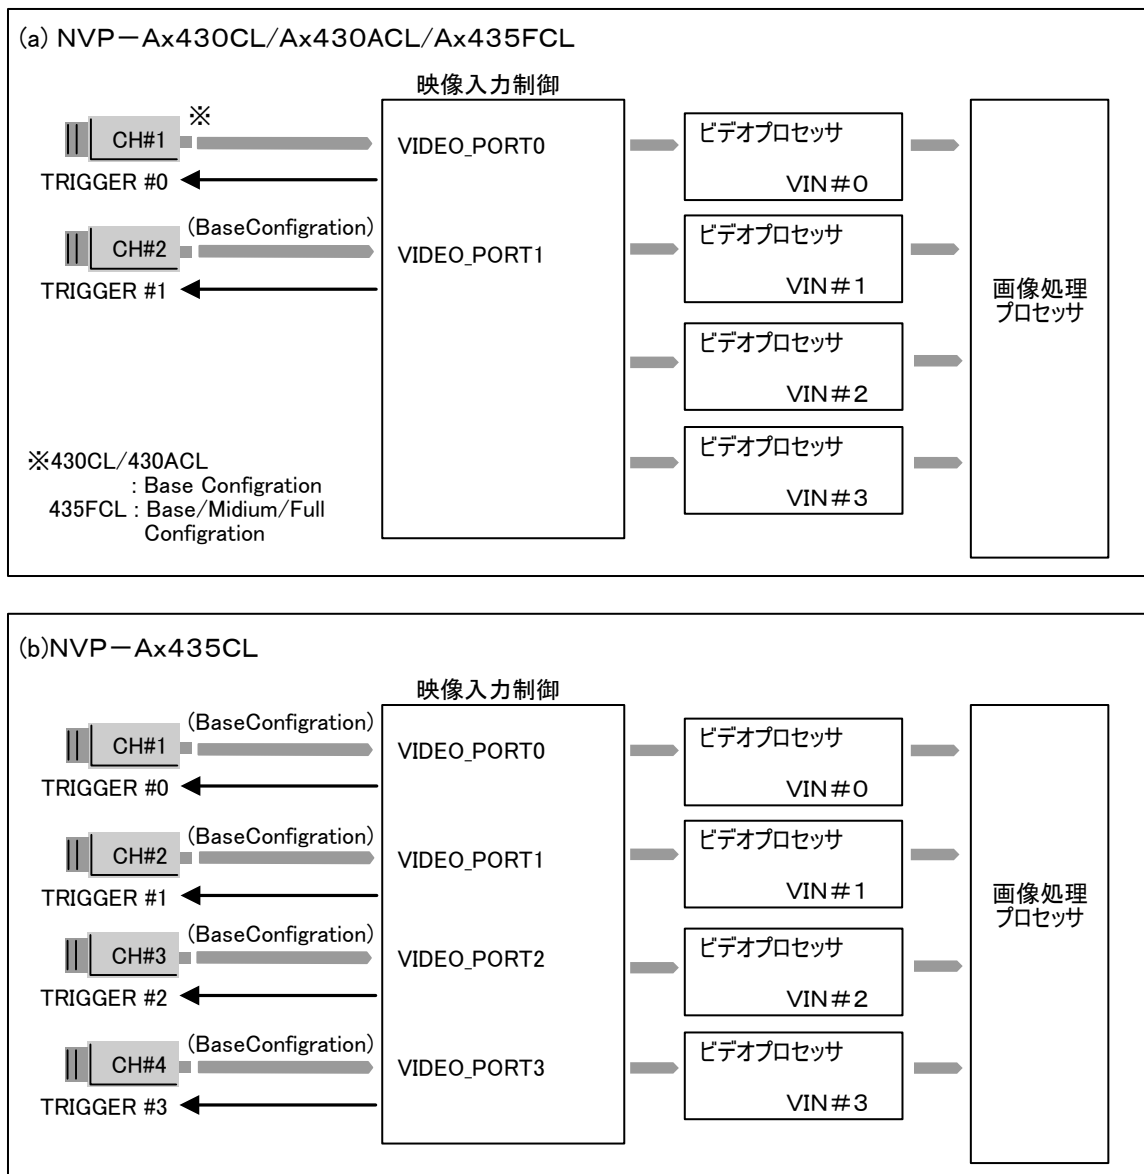 (a) NVP－Ax430CL/Ax430ACL/Ax435FCL
映像入力制御
※
CH#1
VIDEO_PORT0
TRIGGER #0
(BaseConfigration)
CH#2
VIDEO_PORT1
TRIGGER #1
ビデオプロセッサ
VIN＃0
ビデオプロセッサ
VIN＃1
ビデオプロセッサ
VIN＃2
ビデオプロセッサ
VIN＃3
画像処理
プロセッサ
※430CL/430ACL
: Base Configration
435FCL : Base/Midium/Full
Configration
(b)NVP－Ax435CL
映像入力制御
(BaseConfigration)
CH#1
VIDEO_PORT0
TRIGGER #0
(BaseConfigration)
CH#2
VIDEO_PORT1
TRIGGER #1
(BaseConfigration)
CH#3
VIDEO_PORT2
TRIGGER #2
(BaseConfigration)
CH#4
VIDEO_PORT3
TRIGGER #3
ビデオプロセッサ
VIN＃0
ビデオプロセッサ
VIN＃1
ビデオプロセッサ
VIN＃2
ビデオプロセッサ
VIN＃3
画像処理
プロセッサ